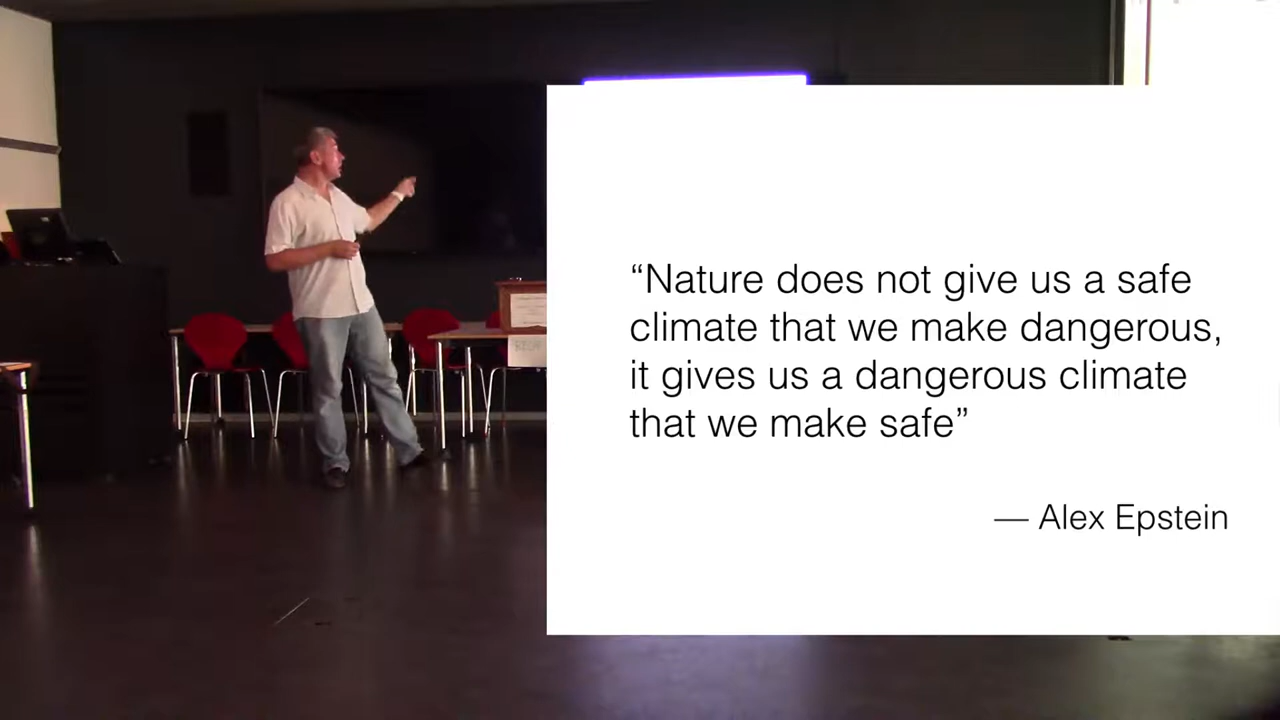 “Nature does not give us a safe
climate that we make dangerous,
it gives us a dangerous climate
that we make safe”
— Alex Epstein